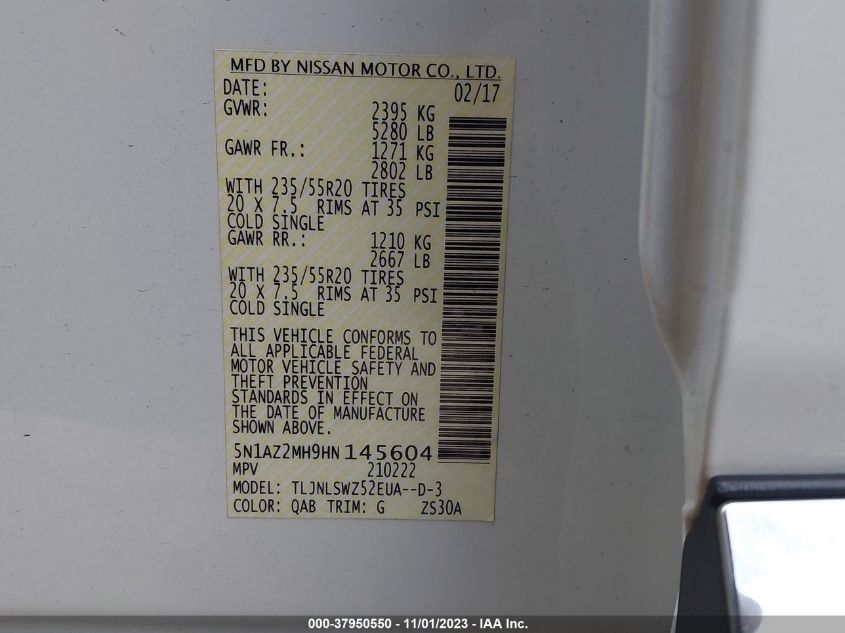 MFD BY NISSAN MOTOR CO., LTD.
DATE: 02/17
GVWR: 2395 KG
5280 LB
GAWR FR.: 1271 KG
2802 LB
WITH 235/55R20 TIRES
20 X 7.5 RIMS AT 35 PSI
COLD SINGLE
GAWR RR.: 1210 KG
2667 LB
WITH 235/55R20 TIRES
20 X 7.5 RIMS AT 35 PSI
COLD SINGLE
THIS VEHICLE CONFORMS TO
ALL APPLICABLE FEDERAL
MOTOR VEHICLE SAFETY AND
THEFT PREVENTION
STANDARDS IN EFFECT ON
THE DATE OF MANUFACTURE
SHOWN ABOVE.
5N1AZ2MH9HN145604
MPV 210222
MODEL: TLJNLSWZ52EUA--D-3
COLOR: QAB TRIM: G ZS30A
000-37950550 - 11/01/2023 - IAA Inc.